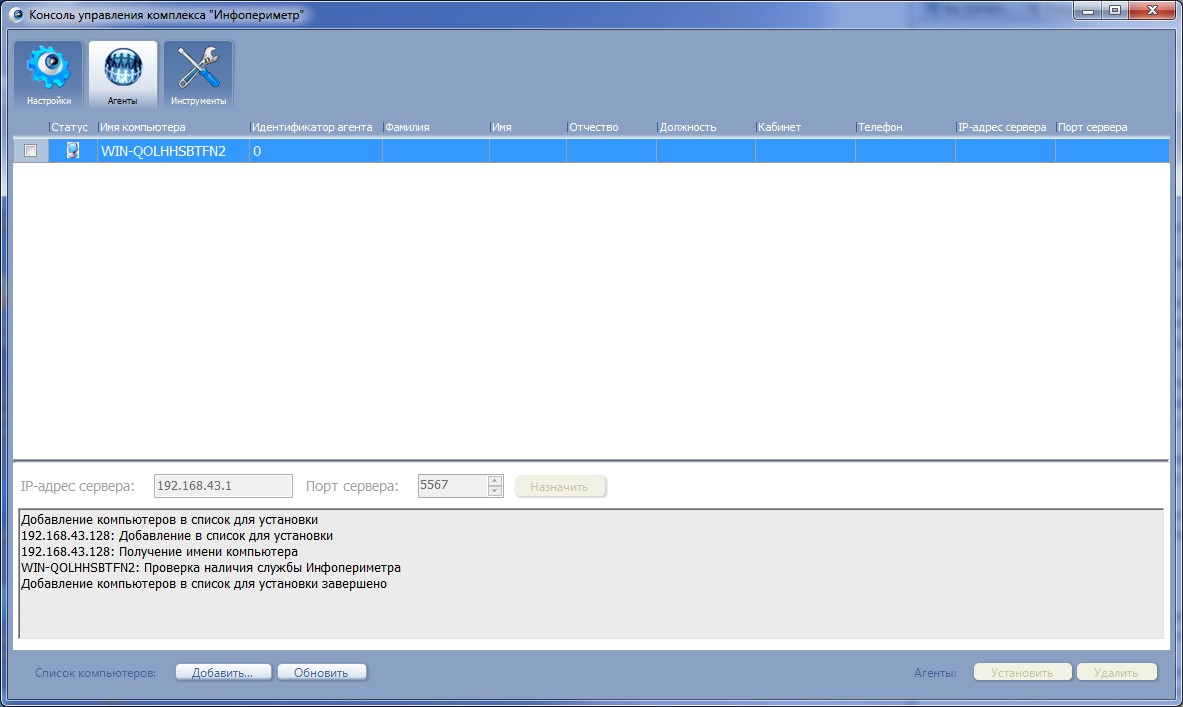 Консоль управления комплекса "Инфопериметр"
Настройки
Агенты
Инструменты
Статус Имя компьютера Идентификатор агента Фамилия Имя Отчество Должность Кабинет Телефон IP-адрес сервера Порт сервера
WIN-QOLHHSBTFN2 0
IP-адрес сервера: 192.168.43.1 Порт сервера: 5567 Назначить
Добавление компьютеров в список для установки
192.168.43.128: Добавление в список для установки
192.168.43.128: Получение имени компьютера
WIN-QOLHHSBTFN2: Проверка наличия службы Инфопериметра
Добавление компьютеров в список для установки завершено
Список компьютеров: Добавить... Обновить Агенты: Установить Удалить